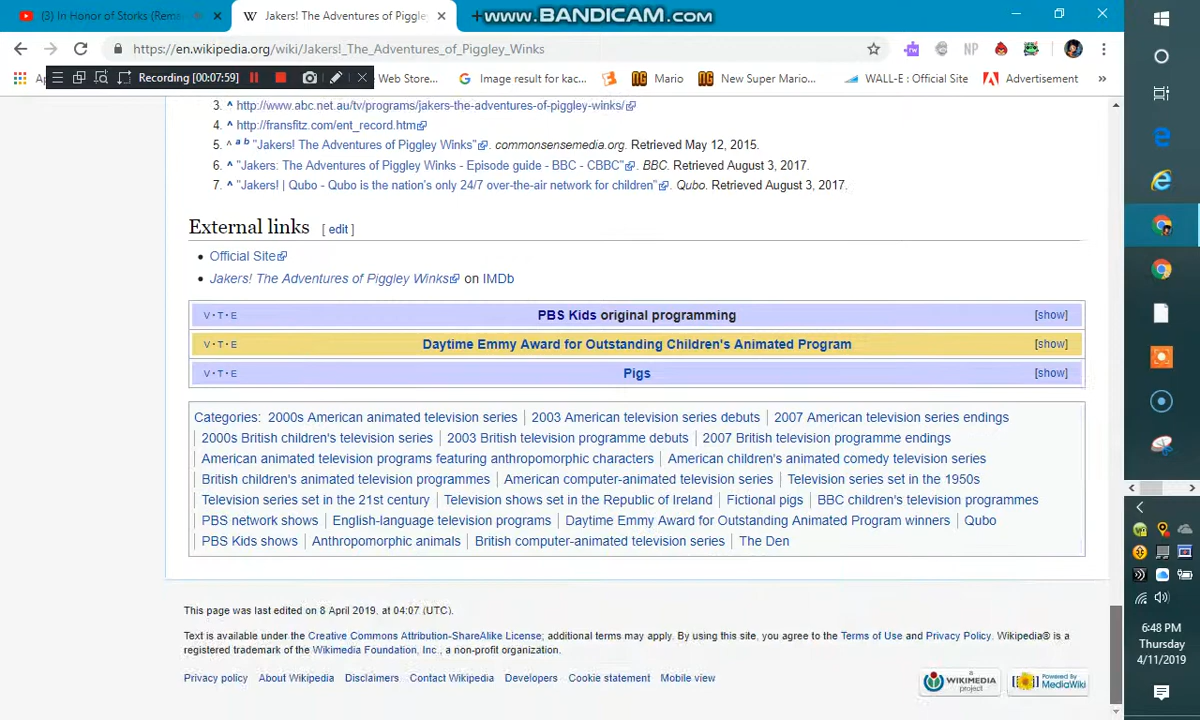 (3) In Honor of Storks (Remi
Jakers! The Adventures of Piggley
www.BANDICAM.com
https://en.wikipedia.org/wiki/Jakers!_The_Adventures_of_Piggley_Winks
Recording [00:07:59]
Web Store...
Image result for kac...
Mario
New Super Mario...
WALL-E : Official Site
Advertisement
3. ^ http://www.abc.net.au/tv/programs/jakers-the-adventures-of-piggley-winks/
4. ^ http://fransfitz.com/ent_record.htm
5. ^ a b "Jakers! The Adventures of Piggley Winks". commonsensemedia.org. Retrieved May 12, 2015.
6. ^ "Jakers: The Adventures of Piggley Winks - Episode guide - BBC - CBBC". BBC. Retrieved August 3, 2017.
7. ^ "Jakers! | Qubo - Qubo is the nation's only 24/7 over-the-air network for children". Qubo. Retrieved August 3, 2017.
External links [ edit ]
• Official Site
• Jakers! The Adventures of Piggley Winks on IMDb
V·T·E PBS Kids original programming [show]
V·T·E Daytime Emmy Award for Outstanding Children's Animated Program [show]
V·T·E Pigs [show]
Categories: 2000s American animated television series | 2003 American television series debuts | 2007 American television series endings
| 2000s British children's television series | 2003 British television programme debuts | 2007 British television programme endings
| American animated television programs featuring anthropomorphic characters | American children's animated comedy television series
| British children's animated television programmes | American computer-animated television series | Television series set in the 1950s
| Television series set in the 21st century | Television shows set in the Republic of Ireland | Fictional pigs | BBC children's television programmes
| PBS network shows | English-language television programs | Daytime Emmy Award for Outstanding Animated Program winners | Qubo
| PBS Kids shows | Anthropomorphic animals | British computer-animated television series | The Den
This page was last edited on 8 April 2019, at 04:07 (UTC).
Text is available under the Creative Commons Attribution-ShareAlike License; additional terms may apply. By using this site, you agree to the Terms of Use and Privacy Policy. Wikipedia® is a
registered trademark of the Wikimedia Foundation, Inc., a non-profit organization.
Privacy policy About Wikipedia Disclaimers Contact Wikipedia Developers Cookie statement Mobile view
a WIKIMEDIA project
Powered by MediaWiki
6:48 PM
Thursday
4/11/2019